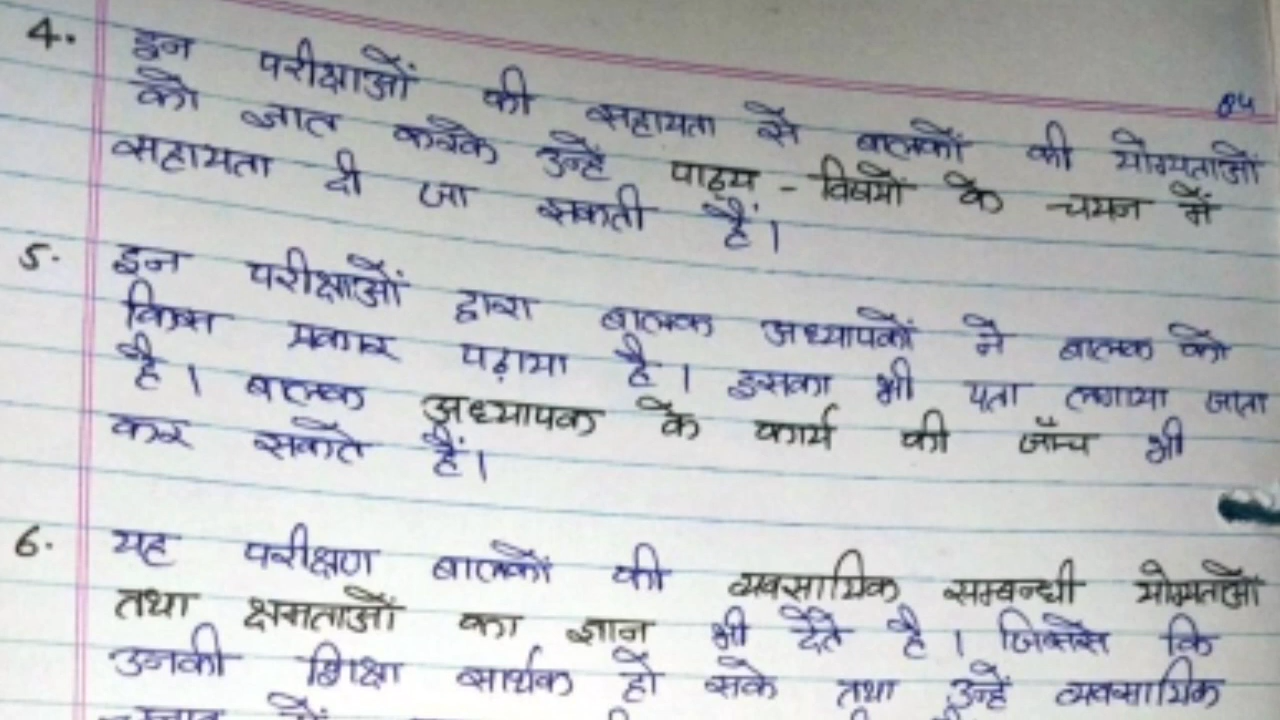 84
4. इन परीक्षाओं की सहायता से बालकों की योग्यताओं
को ज्ञात करके उन्हें पाठ्य - विषयों के चयन में
सहायता दी जा सकती हैं।
5. इन परीक्षाओं द्वारा बालक अध्यापकों ने बालक को
किस प्रकार पढ़ाया है। इसका भी पता लगाया जाता
है। बालक अध्यापक के कार्य की जाँच भी
कर सकते हैं।
6. यह परीक्षण बालकों की व्यवसायिक सम्बन्धी योग्यताओं
तथा क्षमताओं का ज्ञान भी देते है। जिससे कि
उनकी शिक्षा सार्थक हो सके तथा उन्हें व्यवसायिक